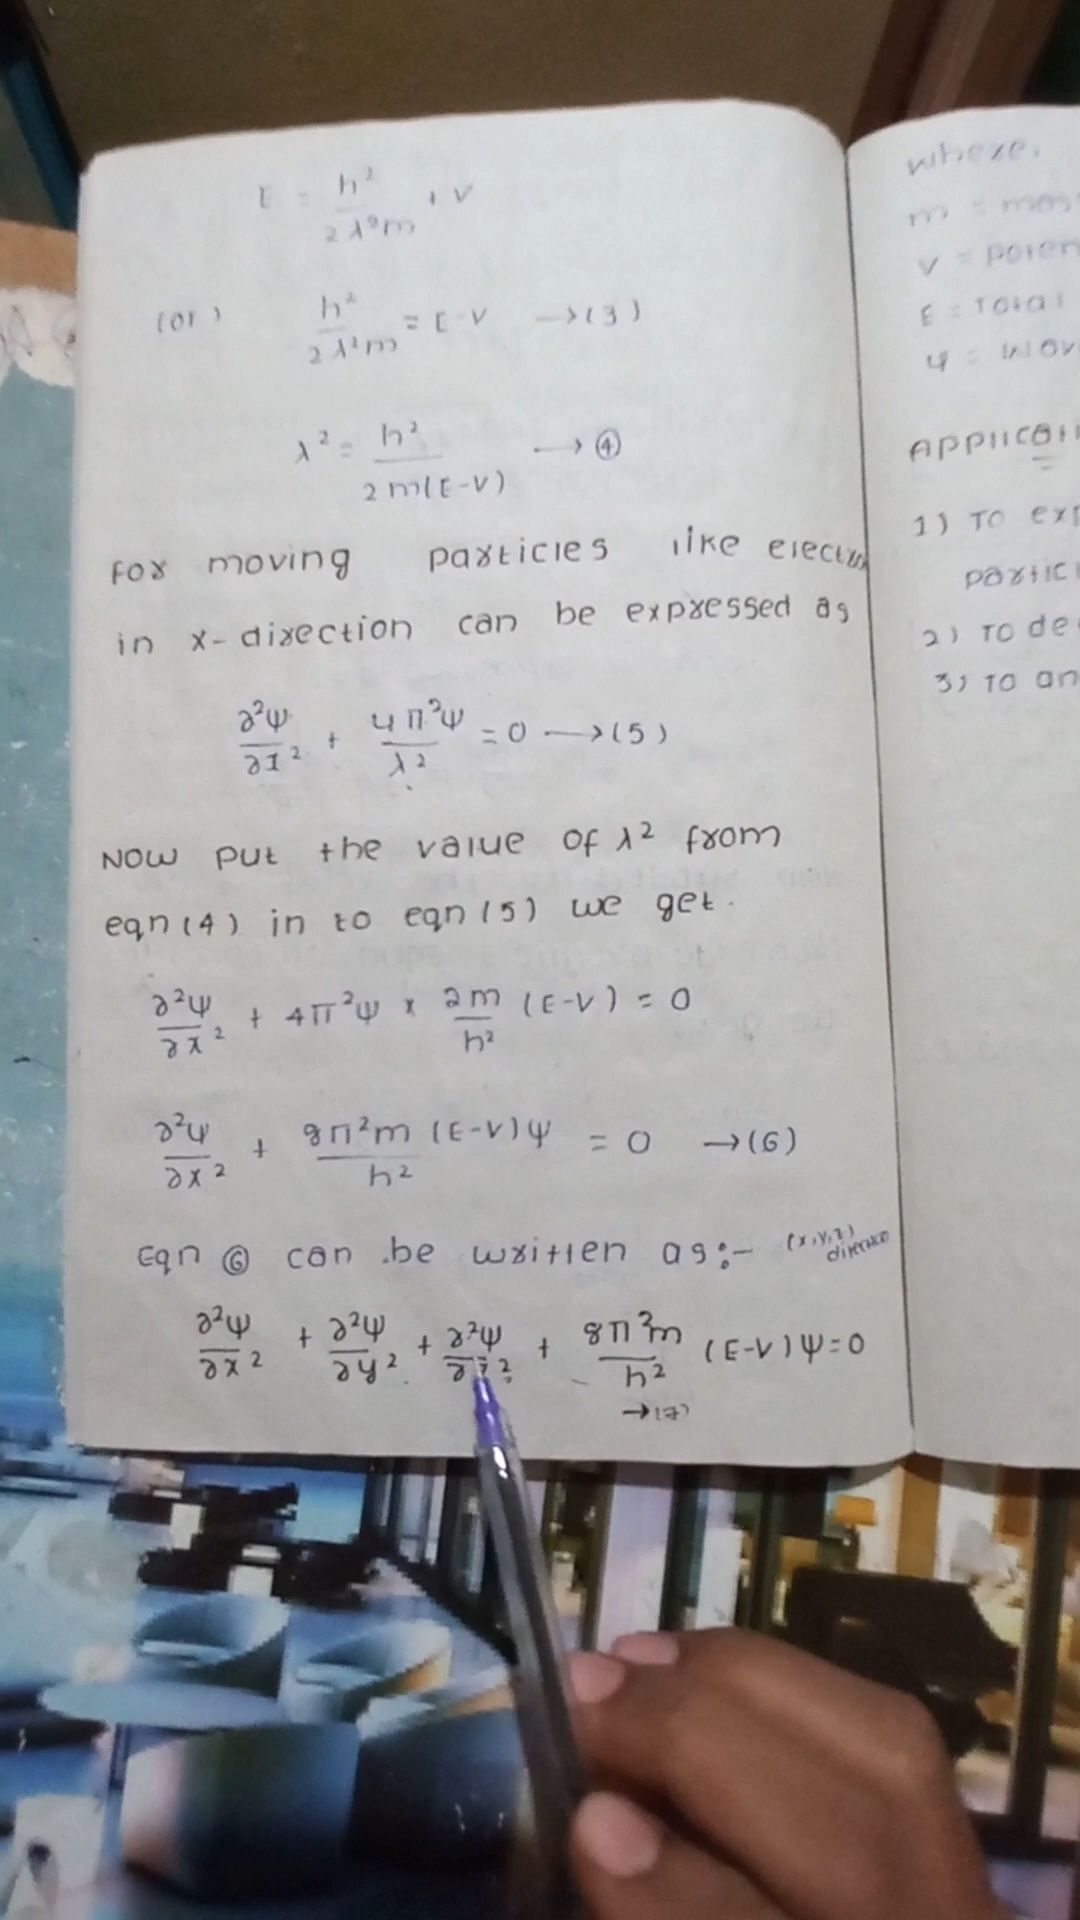 E = h²/2λ²m + V
(or) h²/2λ²m = E-V →(3)
λ² = h²/2m(E-V) → ④
for moving particles like electro
in x-direction can be expressed as
∂²ψ/∂x² + 4π²ψ/λ² = 0 →(5)
Now put the value of λ² from
eqn (4) in to eqn (5) we get.
∂²ψ/∂x² + 4π²ψ × 2m/h² (E-V) = 0
∂²ψ/∂x² + 8π²m (E-V)ψ/h² = 0 →(6)
Eqn ⑥ can be written as:- (x,y,z) direction
∂²ψ/∂x² + ∂²ψ/∂y² + ∂²ψ/∂z² + 8π²m/h² (E-V)ψ=0
→(7)
where,
m = mas
V = poten
E = Total
ψ = wav
Applicati
1) To exp
partic
2) To de
3) To an